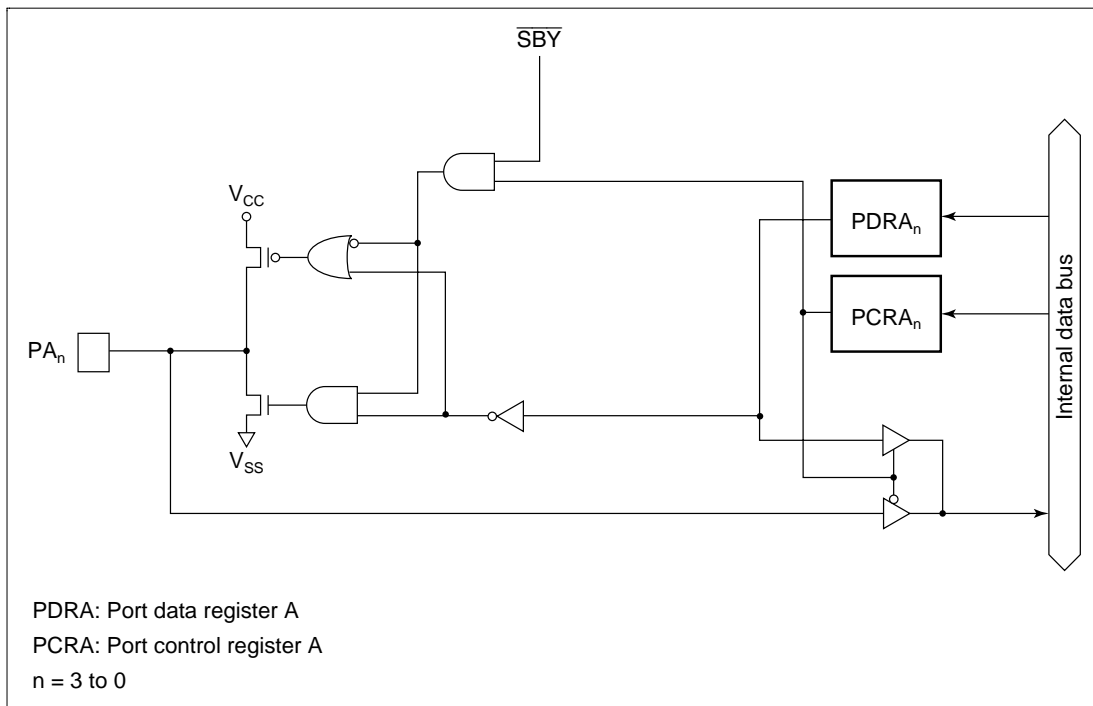 S̅B̅Y̅
V_CC
PDRA_n
PCRA_n
PA_n
V_SS
Internal data bus
PDRA: Port data register A
PCRA: Port control register A
n = 3 to 0